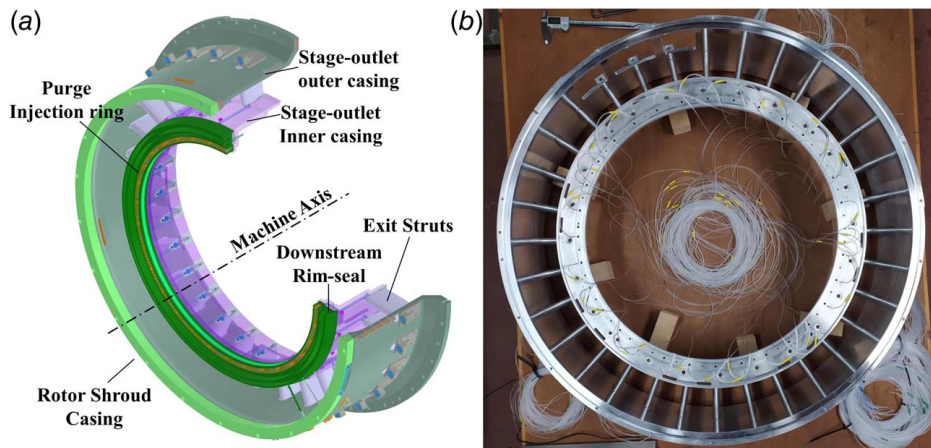 (a)
Stage-outlet
outer casing
Purge
Injection ring
Stage-outlet
Inner casing
Machine Axis
Exit Struts
Downstream
Rim-seal
Rotor Shroud
Casing
(b)